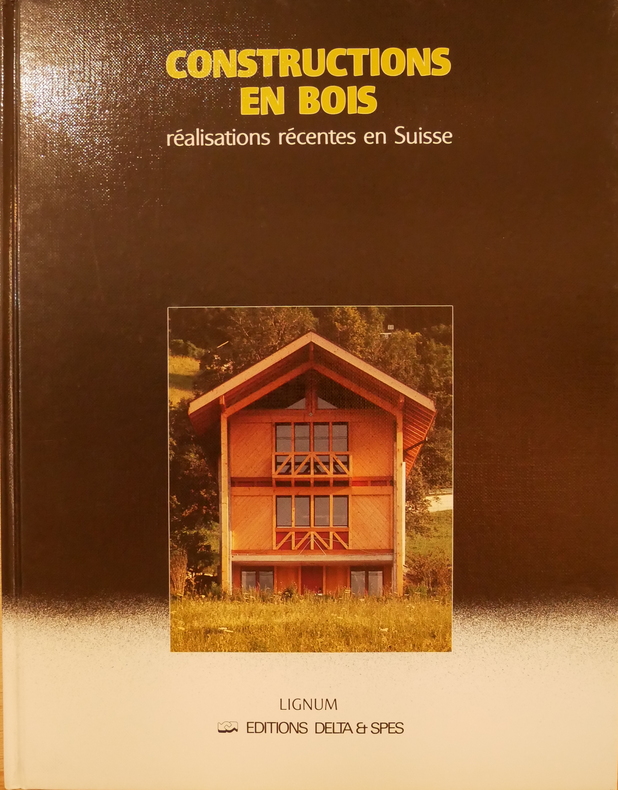 CONSTRUCTIONS
EN BOIS
réalisations récentes en Suisse
LIGNUM
EDITIONS DELTA & SPES